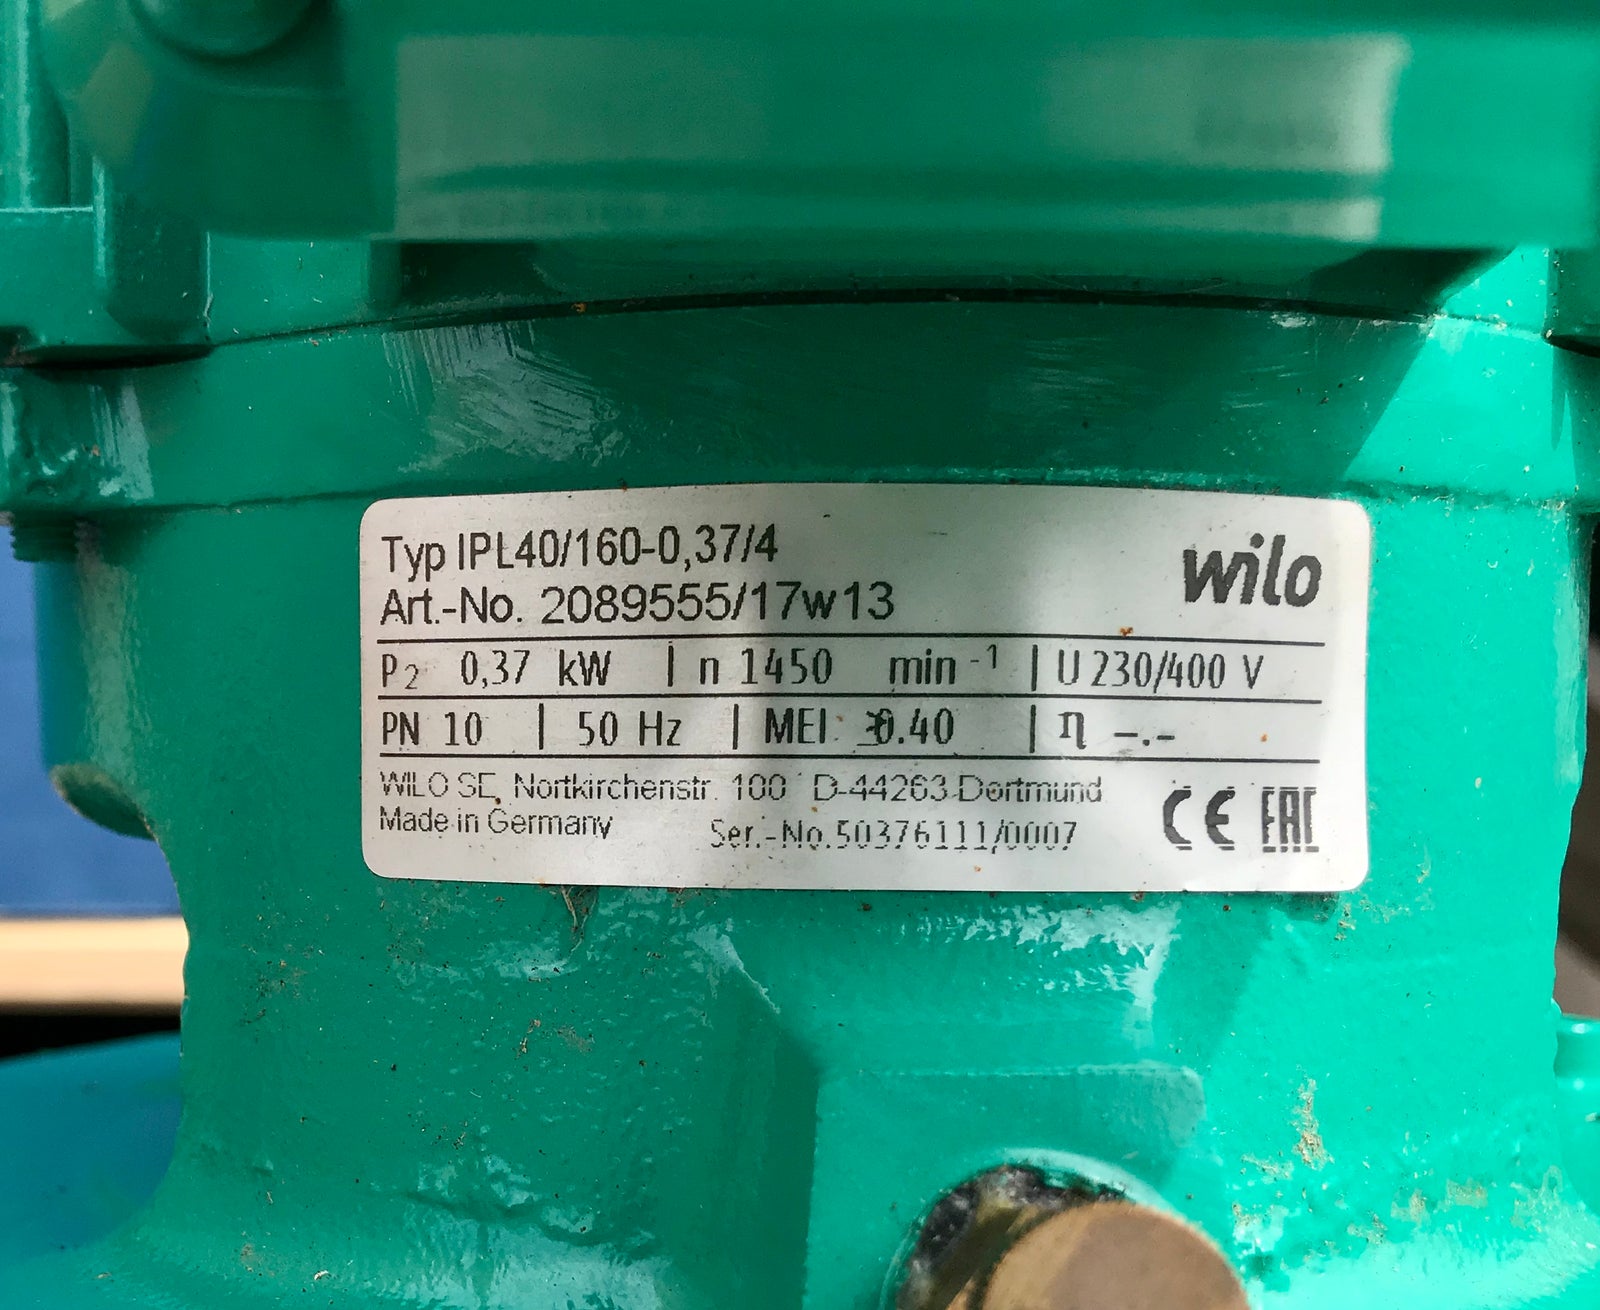 Typ IPL40/160-0,37/4
wilo
Art.-No. 2089555/17w13
P2 0,37 kW | n 1450 min -1 | U 230/400 V
PN 10 | 50 Hz | MEI ≥0.40 | η –.–
WILO SE, Nortkirchenstr. 100 D-44263 Dortmund
Made in Germany
Ser.-No.50376111/0007
CE EAC